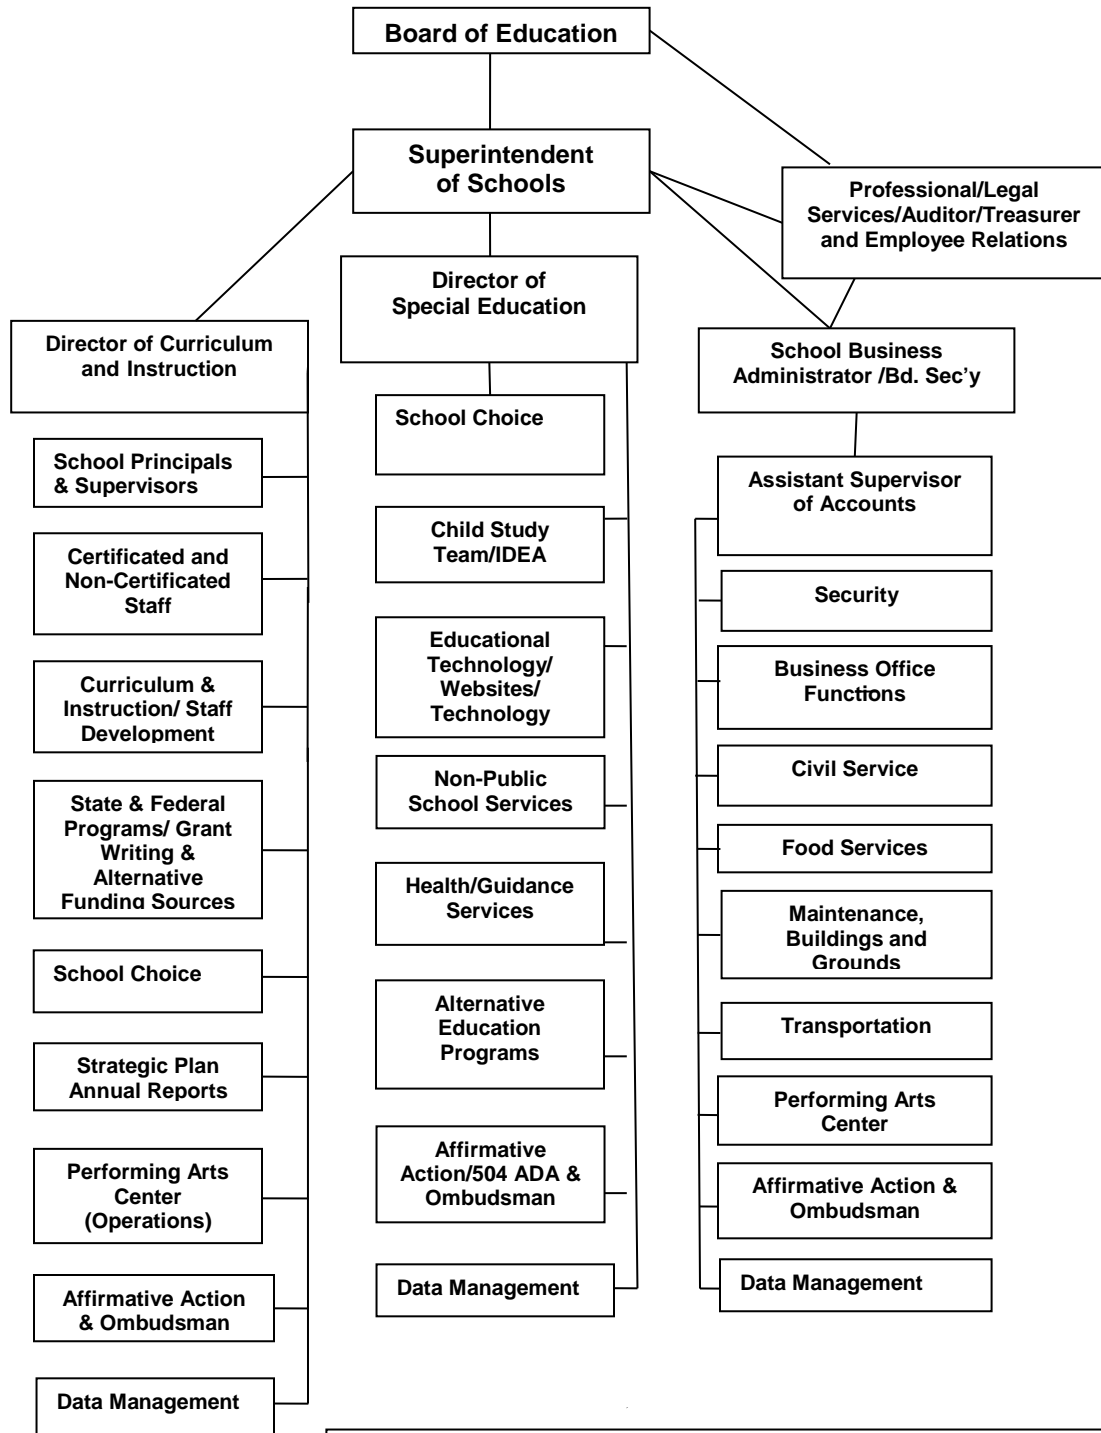 Board of Education
Superintendent
of Schools
Professional/Legal
Services/Auditor/Treasurer
and Employee Relations
Director of
Special Education
Director of Curriculum
and Instruction
School Business
Administrator /Bd. Sec’y
School Principals
& Supervisors
Certificated and
Non-Certificated
Staff
Curriculum &
Instruction/ Staff
Development
State & Federal
Programs/ Grant
Writing &
Alternative
Funding Sources
School Choice
Strategic Plan
Annual Reports
Performing Arts
Center
(Operations)
Affirmative Action
& Ombudsman
Data Management
School Choice
Child Study
Team/IDEA
Educational
Technology/
Websites/
Technology
Non-Public
School Services
Health/Guidance
Services
Alternative
Education
Programs
Affirmative
Action/504 ADA &
Ombudsman
Data Management
Assistant Supervisor
of Accounts
Security
Business Office
Functions
Civil Service
Food Services
Maintenance,
Buildings and
Grounds
Transportation
Performing Arts
Center
Affirmative Action &
Ombudsman
Data Management